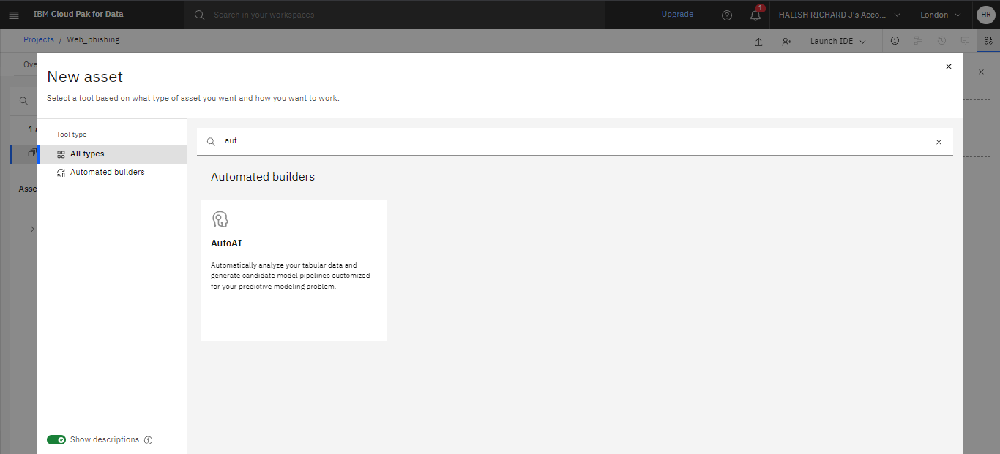 IBM Cloud Pak for Data
Search in your workspaces
Upgrade
1
HALISH RICHARD J's Acco...
London
HR
Projects / Web_phishing
Launch IDE
Ove
New asset
Select a tool based on what type of asset you want and how you want to work.
1 a
Asse
Tool type
All types
Automated builders
Show descriptions
aut
Automated builders
AutoAI
Automatically analyze your tabular data and
generate candidate model pipelines customized
for your predictive modeling problem.